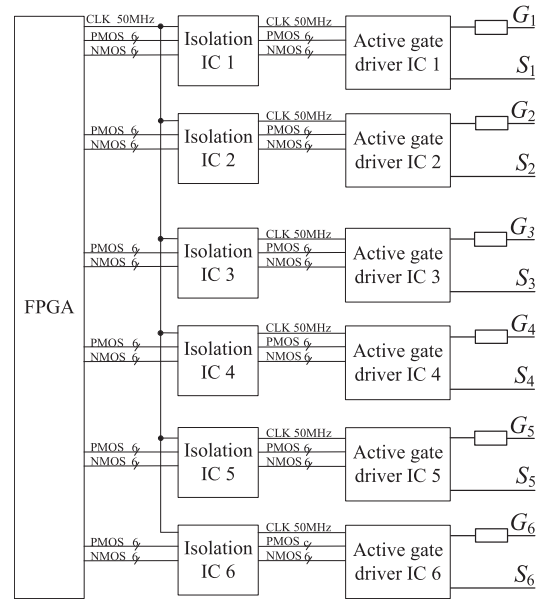 CLK 50MHz CLK 50MHz G1
PMOS 6 Isolation PMOS 6 Active gate
NMOS 6 IC 1 NMOS 6 driver IC 1 S1
CLK 50MHz G2
PMOS 6 Isolation PMOS 6 Active gate
NMOS 6 IC 2 NMOS 6 driver IC 2 S2
CLK 50MHz G3
PMOS 6 Isolation PMOS 6 Active gate
NMOS 6 IC 3 NMOS 6 driver IC 3 S3
FPGA
CLK 50MHz G4
PMOS 6 Isolation PMOS 6 Active gate
NMOS 6 IC 4 NMOS 6 driver IC 4 S4
CLK 50MHz G5
PMOS 6 Isolation PMOS 6 Active gate
NMOS 6 IC 5 NMOS 6 driver IC 5 S5
CLK 50MHz G6
PMOS 6 Isolation PMOS 6 Active gate
NMOS 6 IC 6 NMOS 6 driver IC 6 S6